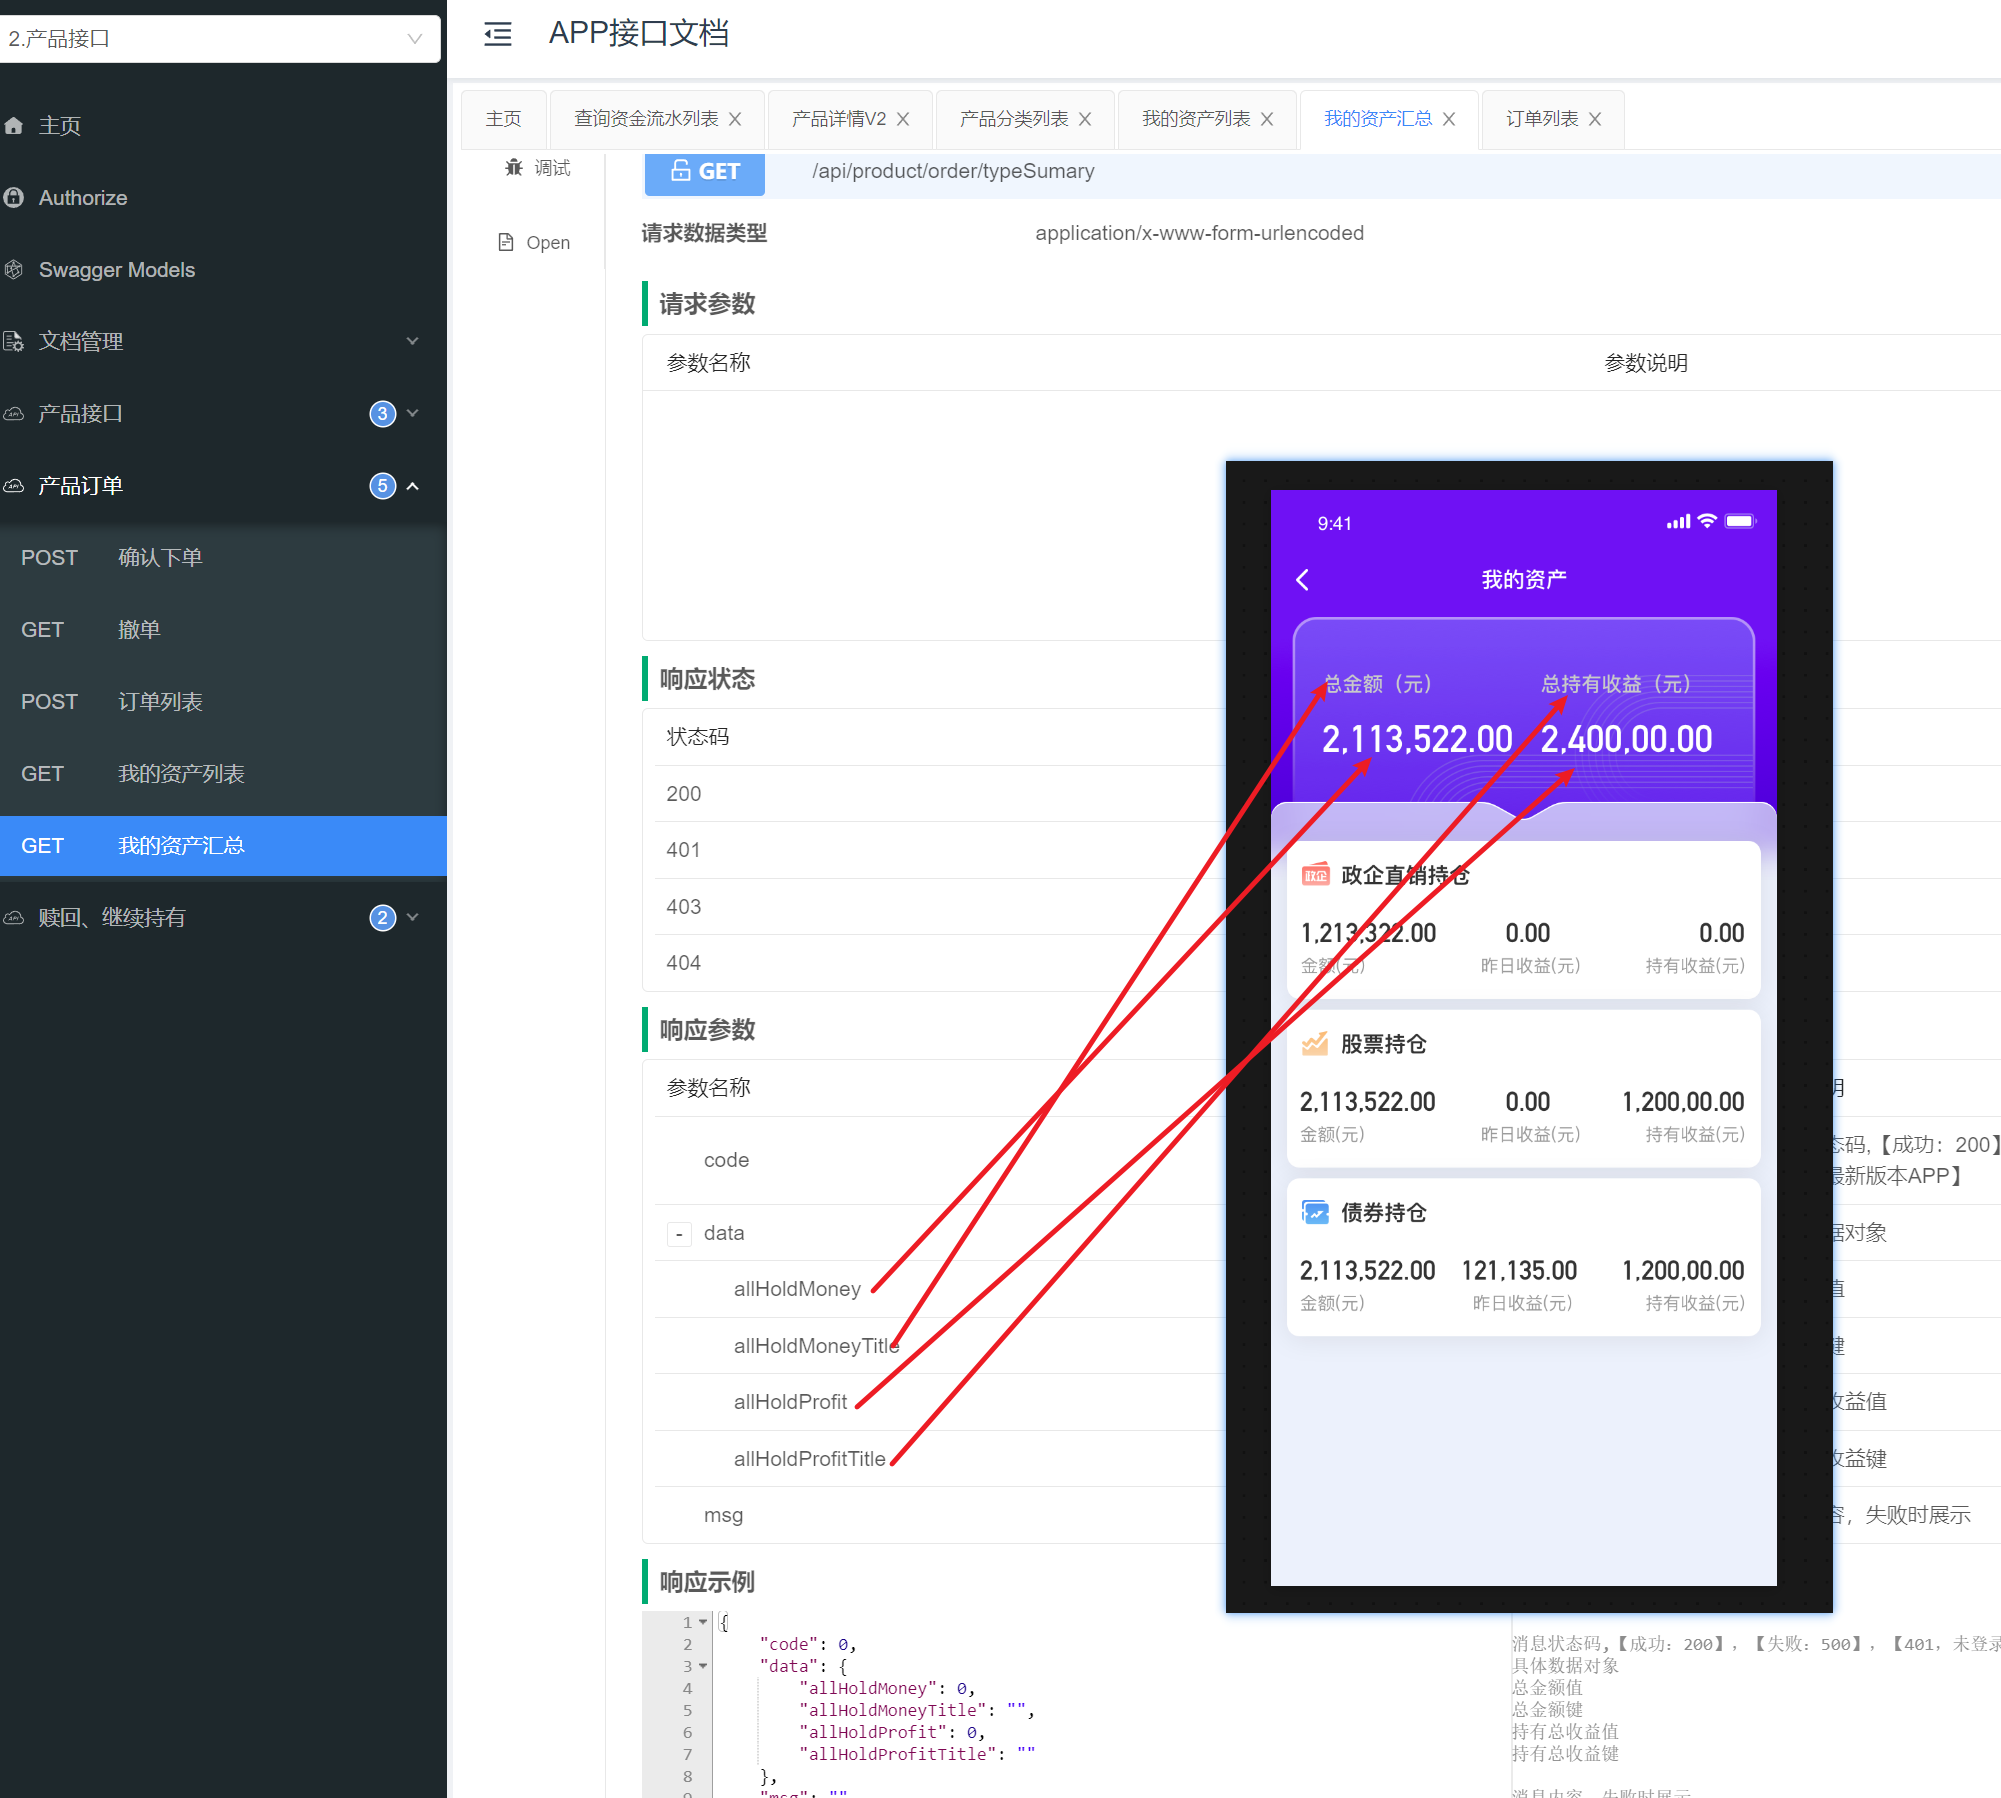 2.产品接口
主页
Authorize
Swagger Models
文档管理
产品接口 3
产品订单 5
POST 确认下单
GET 撤单
POST 订单列表
GET 我的资产列表
GET 我的资产汇总
赎回、继续持有 2
APP接口文档
主页 查询资金流水列表 产品详情V2 产品分类列表 我的资产列表 我的资产汇总 订单列表
调试
Open
GET /api/product/order/typeSumary
请求数据类型 application/x-www-form-urlencoded
请求参数
参数名称 参数说明
响应状态
状态码
200
401
403
404
响应参数
参数名称
code
态码,【成功：200】
最新版本APP】
- data
据对象
allHoldMoney
值
allHoldMoneyTitle
键
allHoldProfit
收益值
allHoldProfitTitle
收益键
msg
容，失败时展示
9:41
我的资产
总金额（元） 总持有收益（元）
2,113,522.00 2,400,00.00
政企
政企直销持仓
1,213,322.00 0.00 0.00
金额(元) 昨日收益(元) 持有收益(元)
股票持仓
2,113,522.00 0.00 1,200,00.00
金额(元) 昨日收益(元) 持有收益(元)
债券持仓
2,113,522.00 121,135.00 1,200,00.00
金额(元) 昨日收益(元) 持有收益(元)
响应示例
1 {
2 "code": 0, 消息状态码,【成功：200】，【失败：500】，【401，未登录
3 "data": { 具体数据对象
4 "allHoldMoney": 0, 总金额值
5 "allHoldMoneyTitle": "", 总金额键
6 "allHoldProfit": 0, 持有总收益值
7 "allHoldProfitTitle": "" 持有总收益键
8 },
9 "msg": "" 消息内容，失败时展示